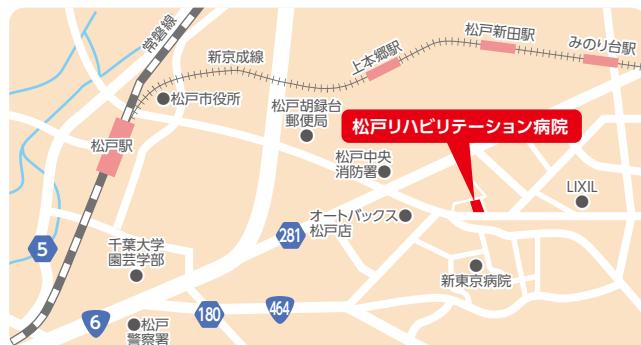 常磐線
新京成線
上本郷駅
松戸新田駅
みのり台駅
松戸市役所
松戸胡録台
郵便局
松戸リハビリテーション病院
松戸駅
松戸中央
消防署
LIXIL
オートバックス
松戸店
281
5
千葉大学
園芸学部
新東京病院
6
180
464
松戸
警察署